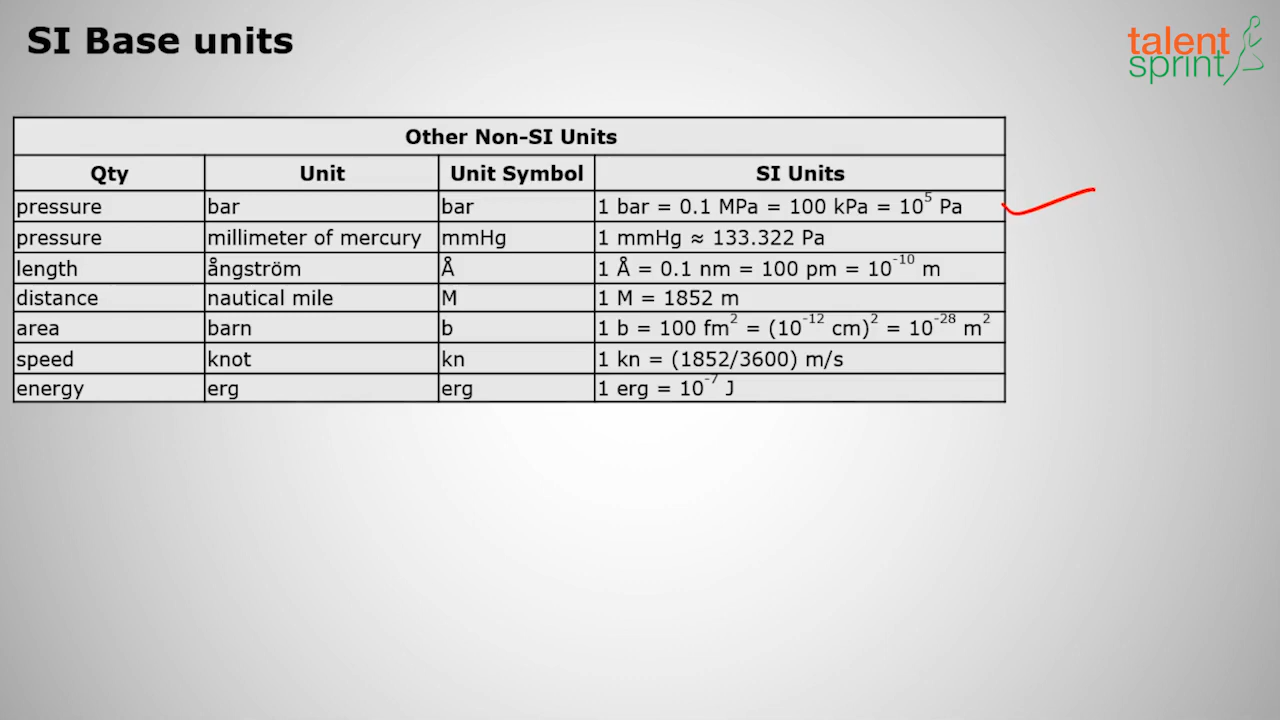 SI Base units
talent
sprint
Other Non-SI Units
Qty Unit Unit Symbol SI Units
pressure bar bar 1 bar = 0.1 MPa = 100 kPa = 10⁵ Pa
pressure millimeter of mercury mmHg 1 mmHg ≈ 133.322 Pa
length ångström Å 1 Å = 0.1 nm = 100 pm = 10⁻¹⁰ m
distance nautical mile M 1 M = 1852 m
area barn b 1 b = 100 fm² = (10⁻¹² cm)² = 10⁻²⁸ m²
speed knot kn 1 kn = (1852/3600) m/s
energy erg erg 1 erg = 10⁻⁷ J